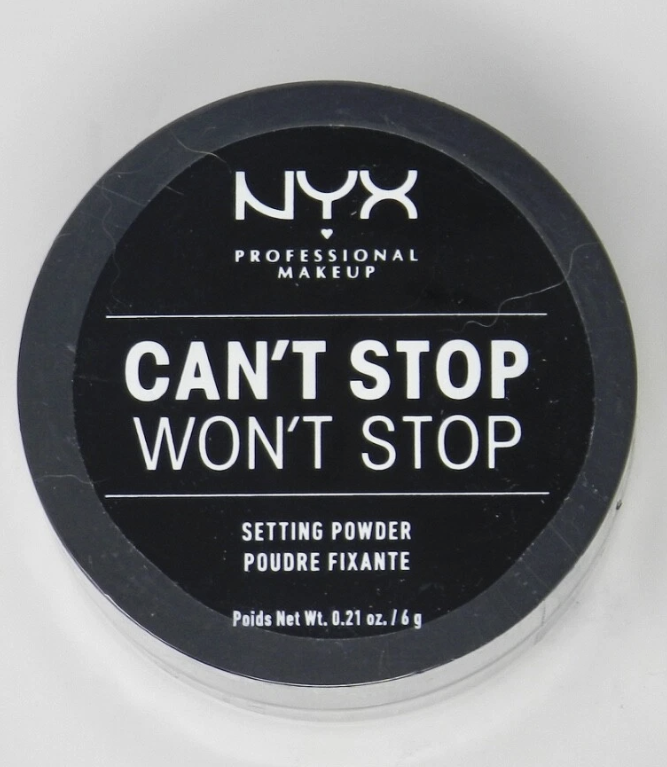 NYX
PROFESSIONAL
MAKEUP
CAN'T STOP
WON'T STOP
SETTING POWDER
POUDRE FIXANTE
Poids Net Wt. 0.21 oz. / 6 g